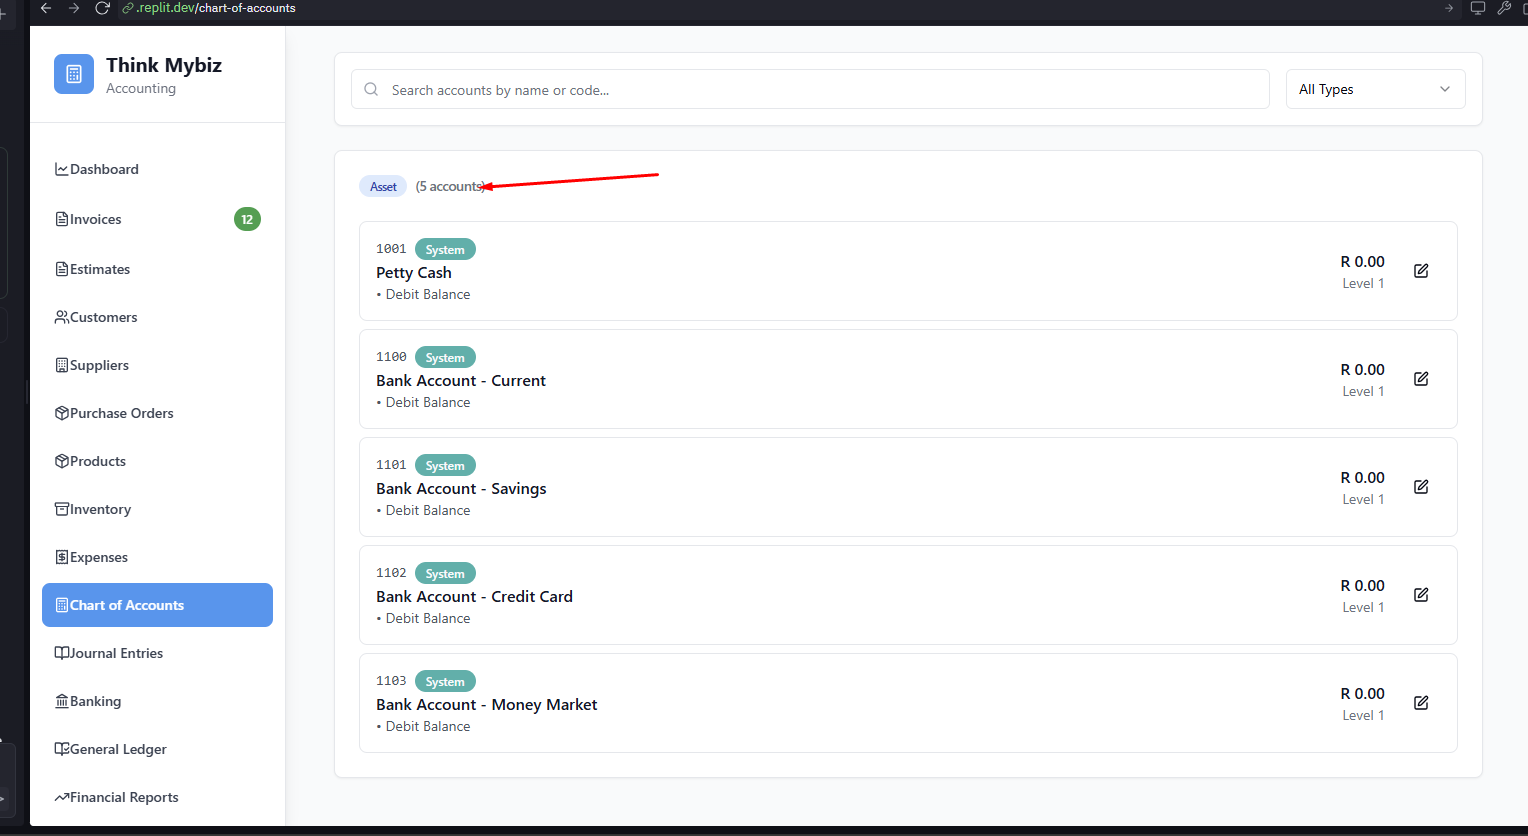 .replit.dev/chart-of-accounts
Think Mybiz
Accounting
Dashboard
Invoices 12
Estimates
Customers
Suppliers
Purchase Orders
Products
Inventory
Expenses
Chart of Accounts
Journal Entries
Banking
General Ledger
Financial Reports
Search accounts by name or code...
All Types
Asset (5 accounts)
1001 System
Petty Cash
• Debit Balance
R 0.00
Level 1
1100 System
Bank Account - Current
• Debit Balance
R 0.00
Level 1
1101 System
Bank Account - Savings
• Debit Balance
R 0.00
Level 1
1102 System
Bank Account - Credit Card
• Debit Balance
R 0.00
Level 1
1103 System
Bank Account - Money Market
• Debit Balance
R 0.00
Level 1